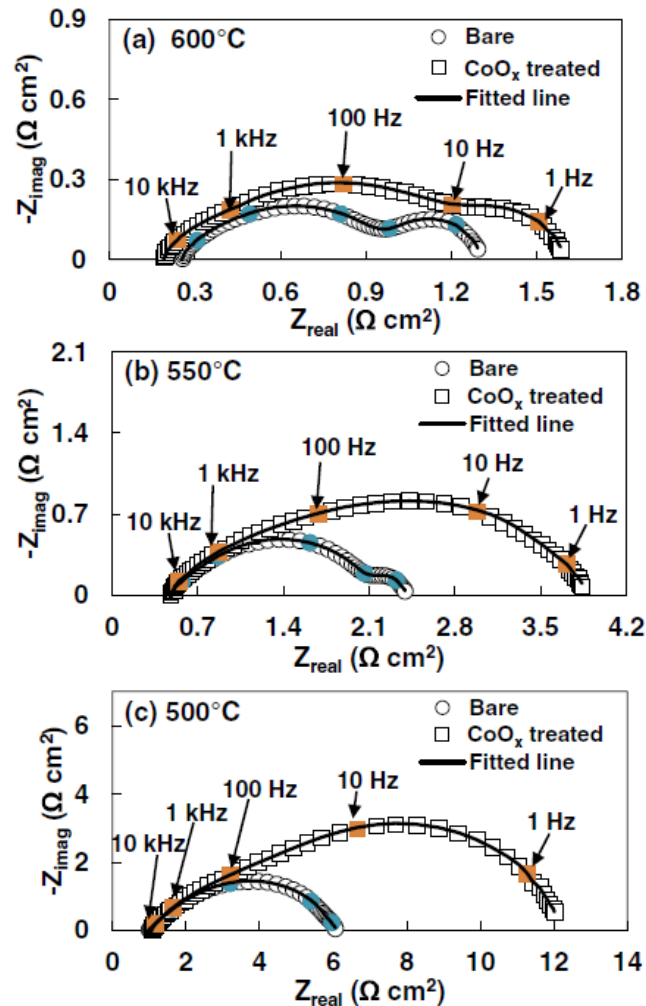 (a) 600°C
Bare
CoOx treated
Fitted line
10 kHz
1 kHz
100 Hz
10 Hz
1 Hz
0.9
0.6
0.3
0
-Zimag (Ω cm²)
0 0.3 0.6 0.9 1.2 1.5 1.8
Zreal (Ω cm²)
(b) 550°C
Bare
CoOx treated
Fitted line
10 kHz
1 kHz
100 Hz
10 Hz
1 Hz
2.1
1.4
0.7
0
-Zimag (Ω cm²)
0 0.7 1.4 2.1 2.8 3.5 4.2
Zreal (Ω cm²)
(c) 500°C
Bare
CoOx treated
Fitted line
10 kHz
1 kHz
100 Hz
10 Hz
1 Hz
6
4
2
0
-Zimag (Ω cm²)
0 2 4 6 8 10 12 14
Zreal (Ω cm²)